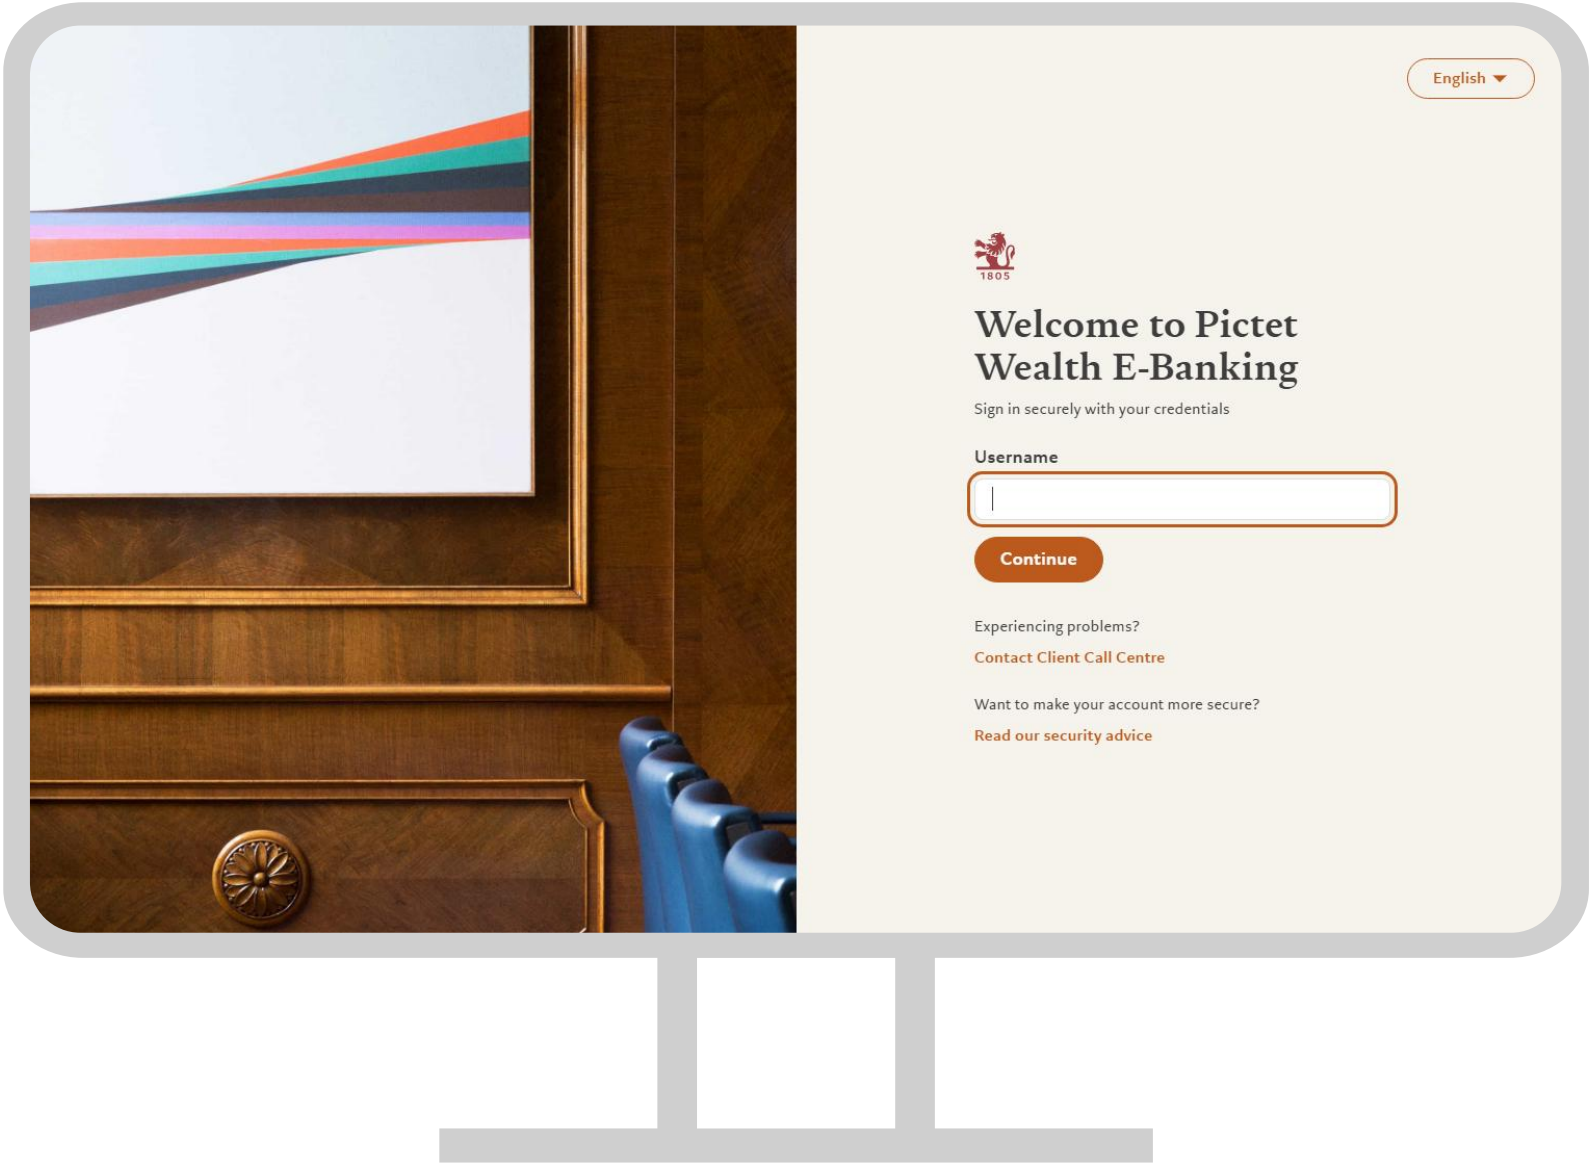 English
1805
Welcome to Pictet
Wealth E-Banking
Sign in securely with your credentials
Username
Continue
Experiencing problems?
Contact Client Call Centre
Want to make your account more secure?
Read our security advice